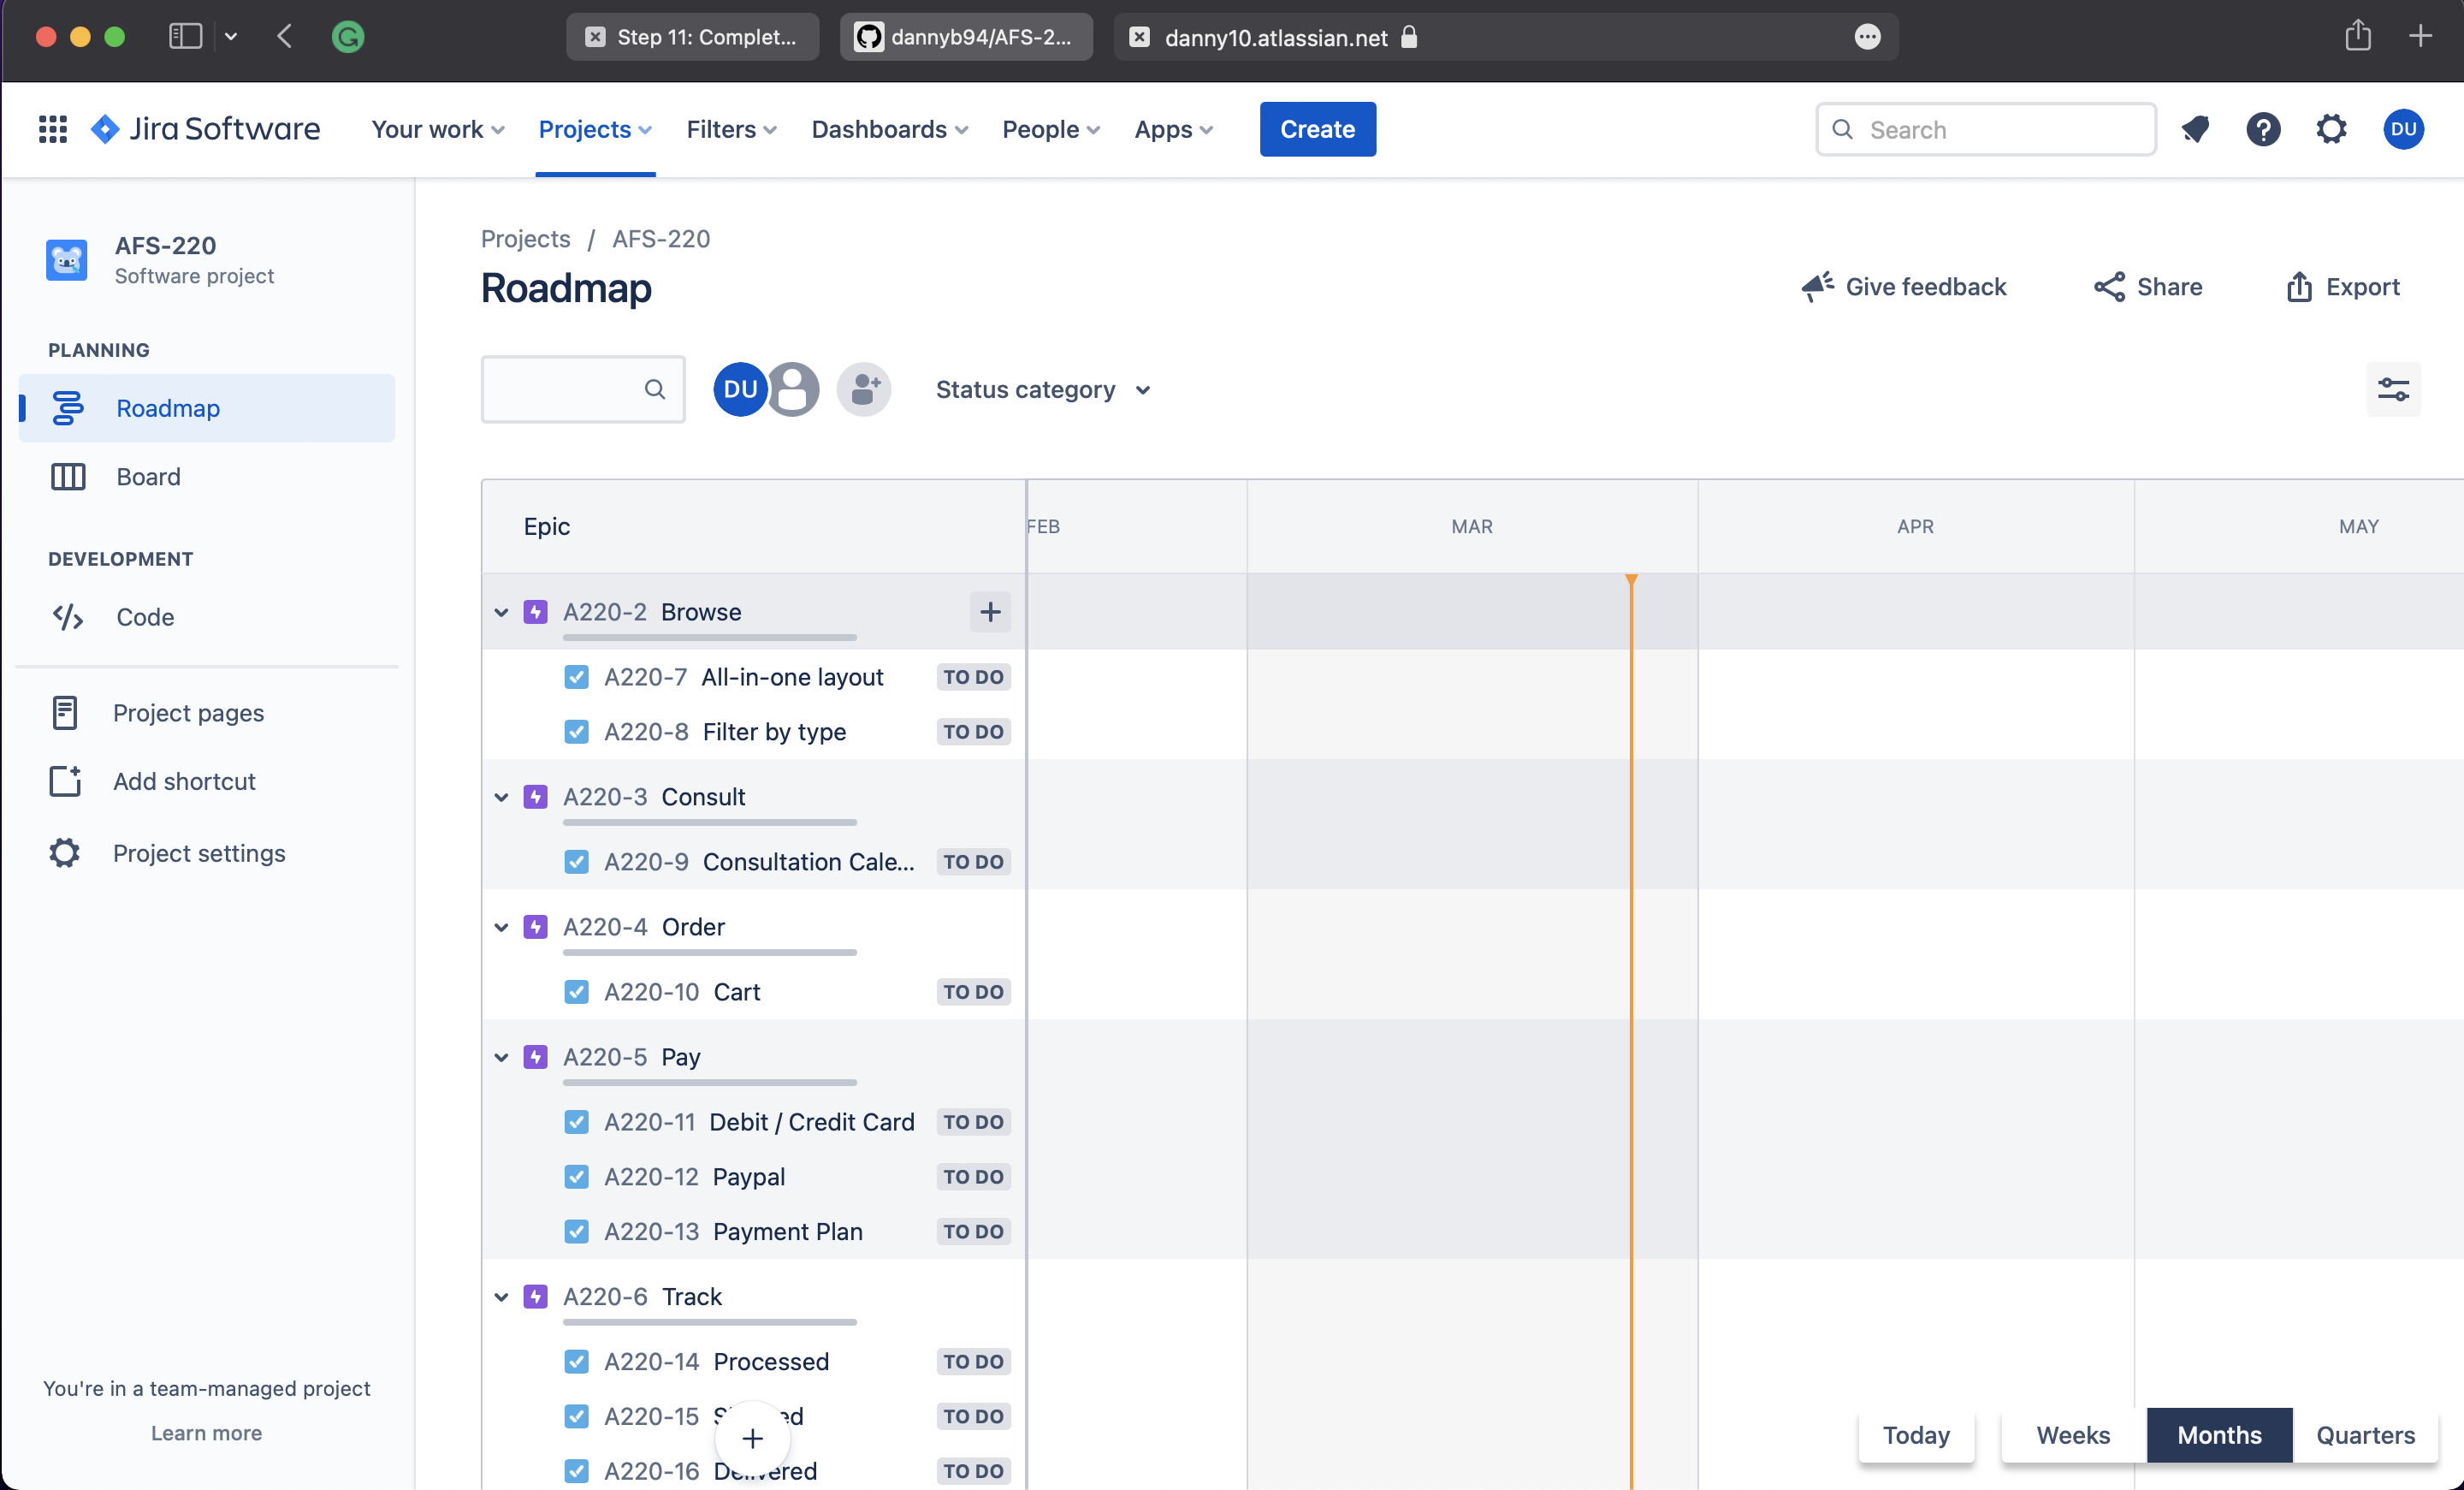 Step 11: Complet...
dannyb94/AFS-2...
danny10.atlassian.net
Jira Software
Your work
Projects
Filters
Dashboards
People
Apps
Create
Search
DU
AFS-220
Software project
PLANNING
Roadmap
Board
DEVELOPMENT
Code
Project pages
Add shortcut
Project settings
You're in a team-managed project
Learn more
Projects / AFS-220
Roadmap
Give feedback
Share
Export
DU
Status category
Epic
FEB
MAR
APR
MAY
A220-2 Browse
A220-7 All-in-one layout TO DO
A220-8 Filter by type TO DO
A220-3 Consult
A220-9 Consultation Cale... TO DO
A220-4 Order
A220-10 Cart TO DO
A220-5 Pay
A220-11 Debit / Credit Card TO DO
A220-12 Paypal TO DO
A220-13 Payment Plan TO DO
A220-6 Track
A220-14 Processed TO DO
A220-15 TO DO
A220-16 Delivered TO DO
Today
Weeks
Months
Quarters